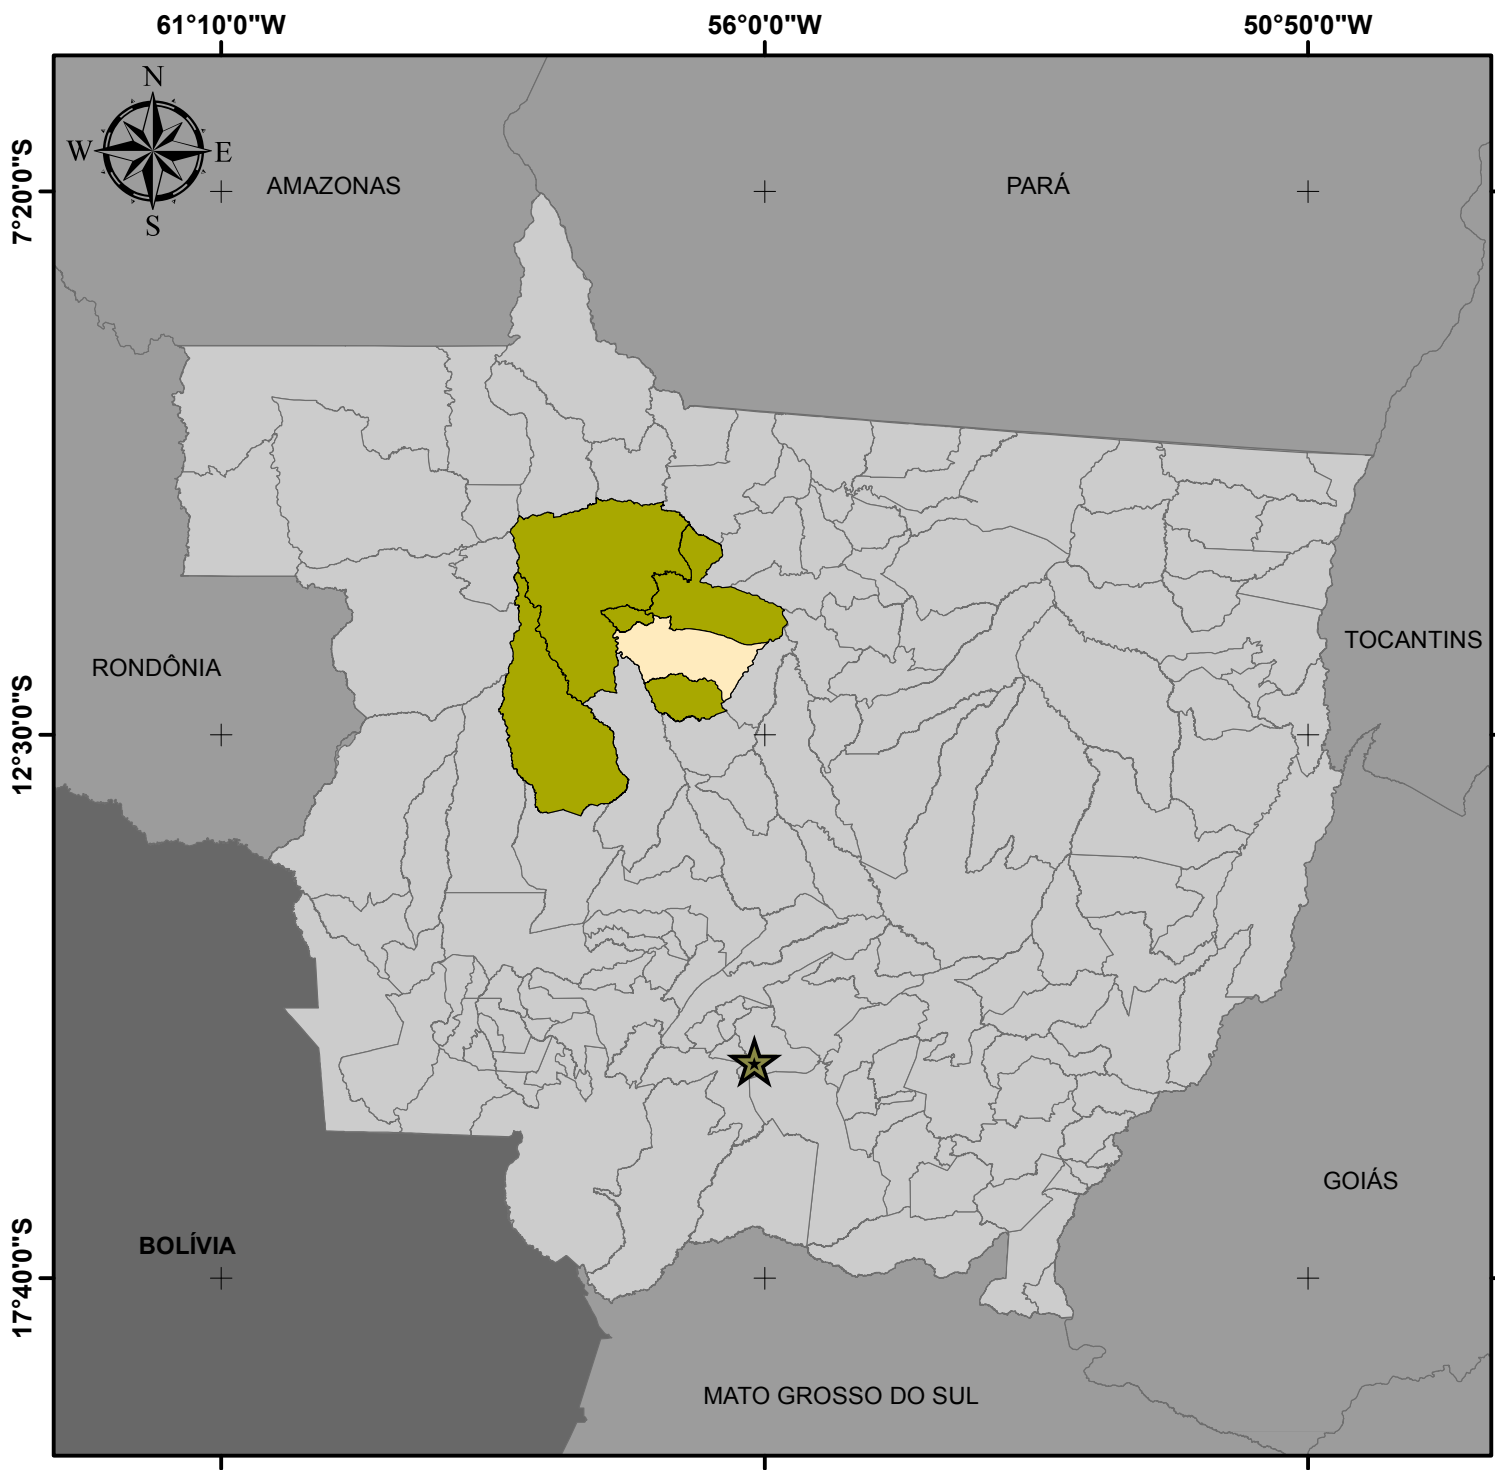 61°10'0"W 56°0'0"W 50°50'0"W
N
W E
S
7°20'0"S
AMAZONAS
PARÁ
TOCANTINS
RONDÔNIA
12°30'0"S
GOIÁS
BOLÍVIA
17°40'0"S
MATO GROSSO DO SUL